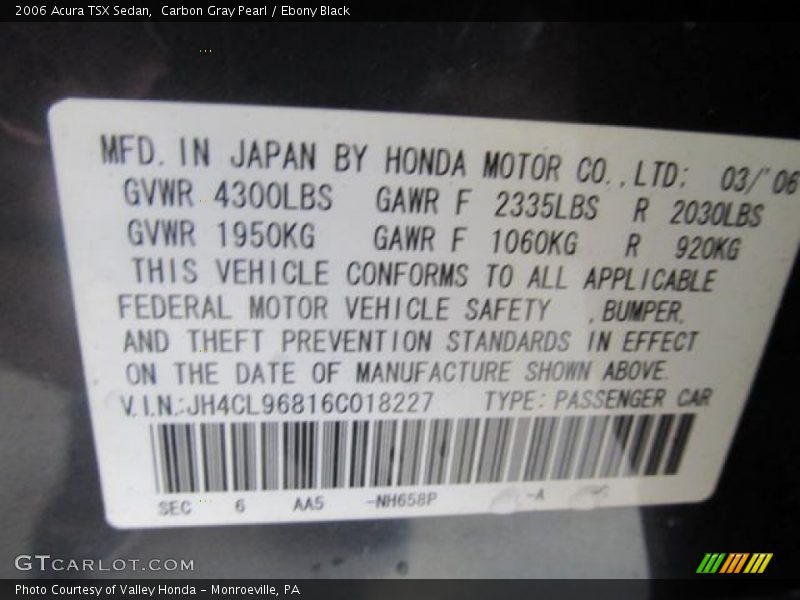 2006 Acura TSX Sedan,  Carbon Gray Pearl / Ebony Black
MFD. IN JAPAN BY HONDA MOTOR CO.,LTD: 03/'06
GVWR 4300LBS GAWR F 2335LBS R 2030LBS
GVWR 1950KG GAWR F 1060KG R 920KG
THIS VEHICLE CONFORMS TO ALL APPLICABLE
FEDERAL MOTOR VEHICLE SAFETY ,BUMPER,
AND THEFT PREVENTION STANDARDS IN EFFECT
ON THE DATE OF MANUFACTURE SHOWN ABOVE.
V.I.N.:JH4CL96816C018227 TYPE: PASSENGER CAR
SEC 6 AA5 -NH658P -A
GTCARLOT.COM
Photo Courtesy of Valley Honda - Monroeville, PA